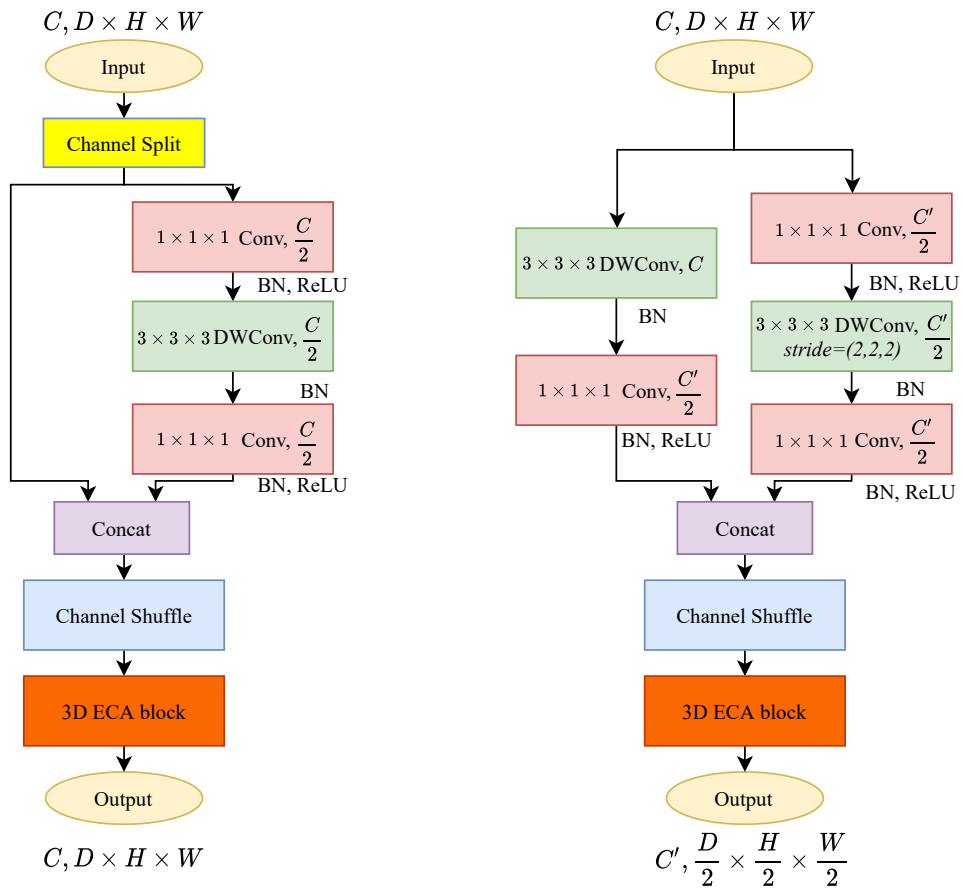 C, D × H × W
Input
Channel Split
1 × 1 × 1 Conv, C/2
BN, ReLU
3 × 3 × 3 DWConv, C/2
BN
1 × 1 × 1 Conv, C/2
BN, ReLU
Concat
Channel Shuffle
3D ECA block
Output
C, D × H × W
C, D × H × W
Input
3 × 3 × 3 DWConv, C
BN
1 × 1 × 1 Conv, C′/2
BN, ReLU
1 × 1 × 1 Conv, C′/2
BN, ReLU
3 × 3 × 3 DWConv, C′/2
stride=(2,2,2)
BN
1 × 1 × 1 Conv, C′/2
BN, ReLU
Concat
Channel Shuffle
3D ECA block
Output
C′, D/2 × H/2 × W/2